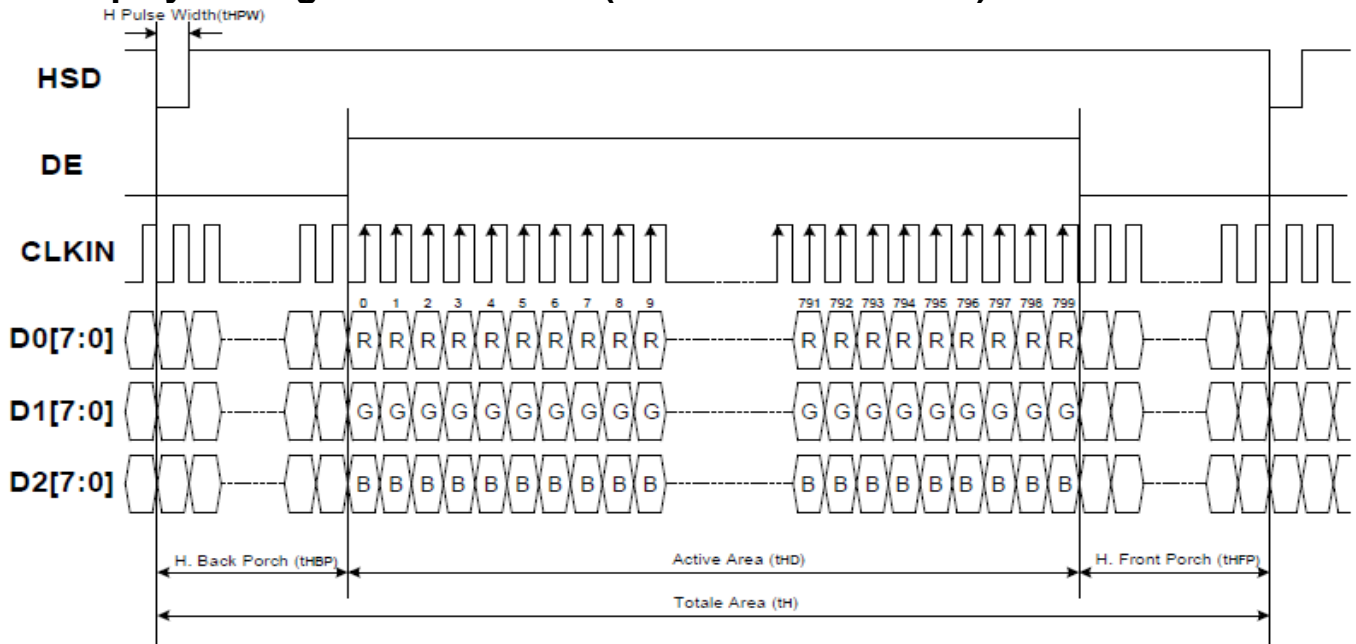 H Pulse Width(tHPW)
HSD
DE
CLKIN
0 1 2 3 4 5 6 7 8 9 791 792 793 794 795 796 797 798 799
D0[7:0] R R R R R R R R R R R R R R R R R R R
D1[7:0] G G G G G G G G G G G G G G G G G G G
D2[7:0] B B B B B B B B B B B B B B B B B B B
H. Back Porch (tHBP) Active Area (tHD) H. Front Porch (tHFP)
Totale Area (tH)